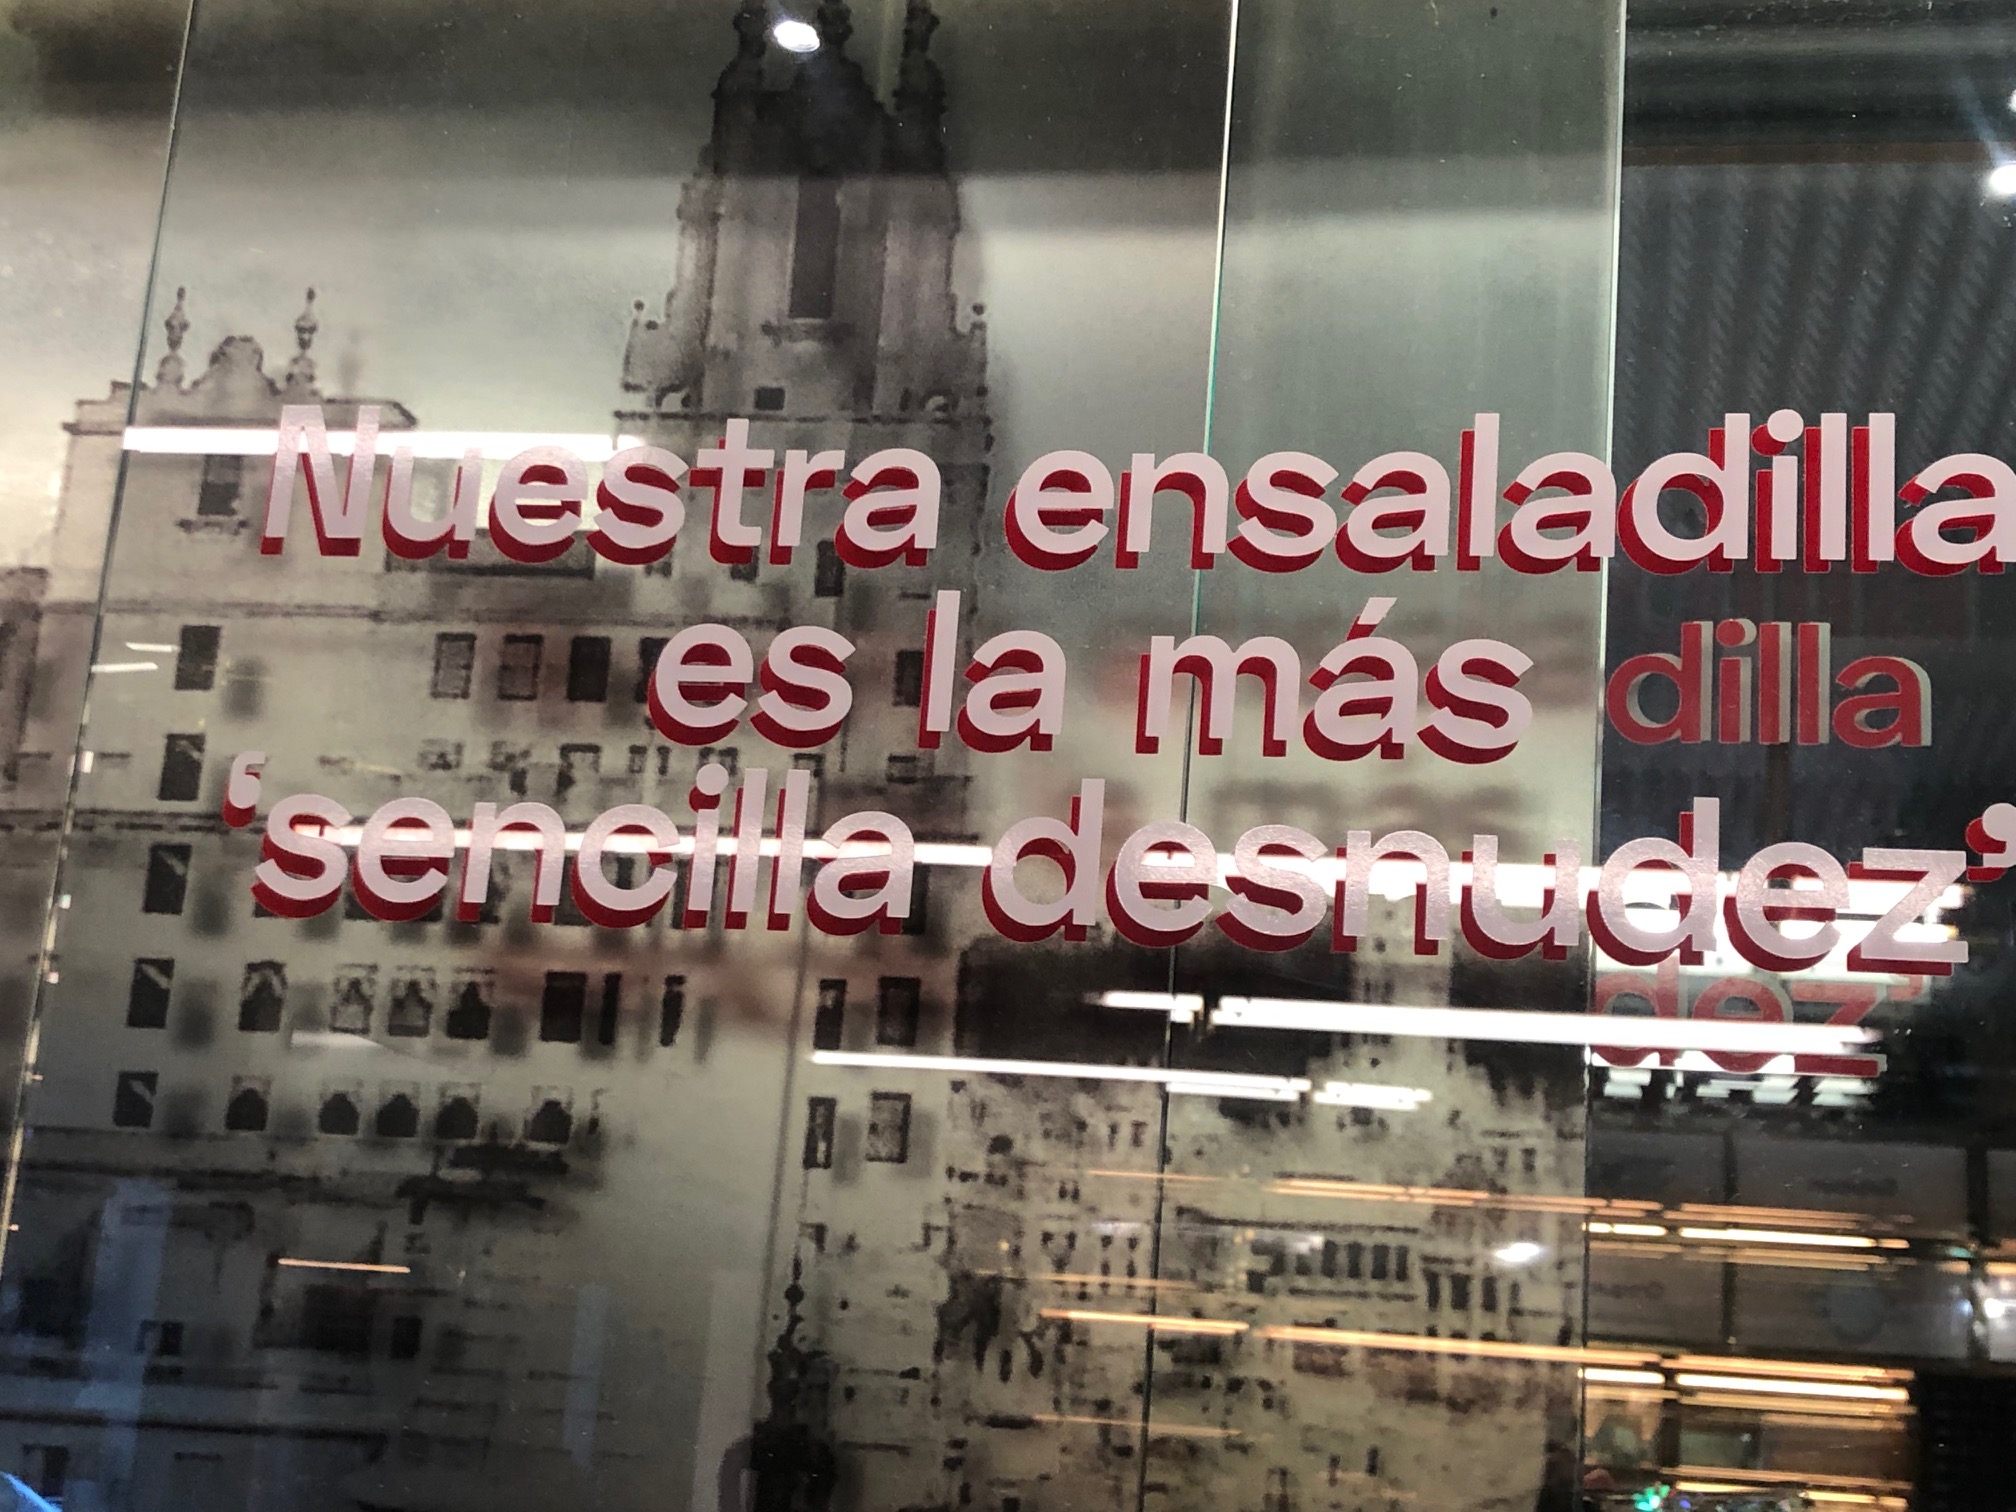 Nuestra ensaladilla
es la más
‘sencilla desnudez’